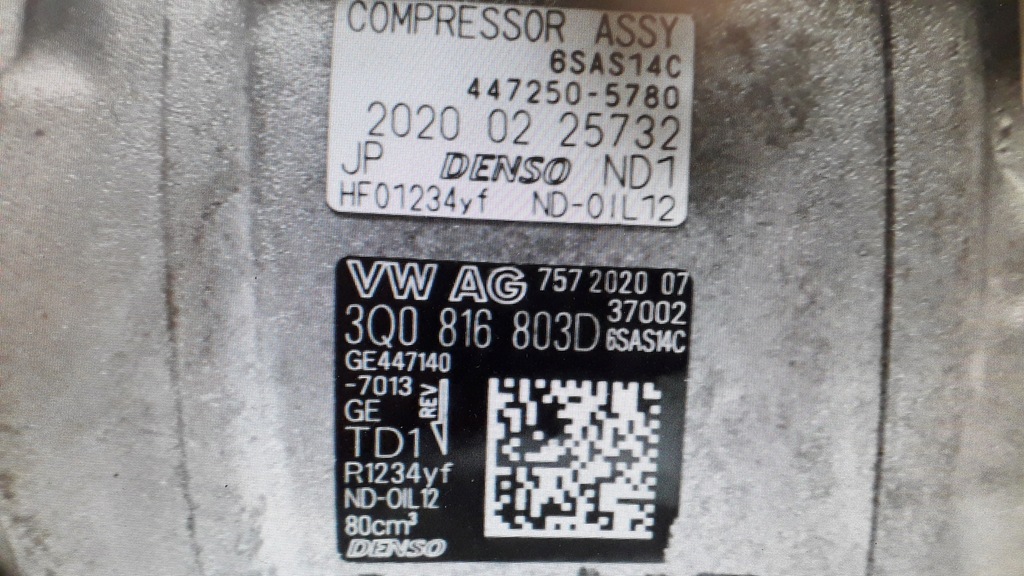 COMPRESSOR ASSY
6SAS14C
447250-5780
2020 02 25732
JP DENSO ND1
HF01234yf ND-OIL12
VW AG 757 2020 07
37002
3Q0 816 803D 6SAS14C
GE447140
-7013
GE REV
TD1
R1234yf
ND-OIL12
80cm³
DENSO